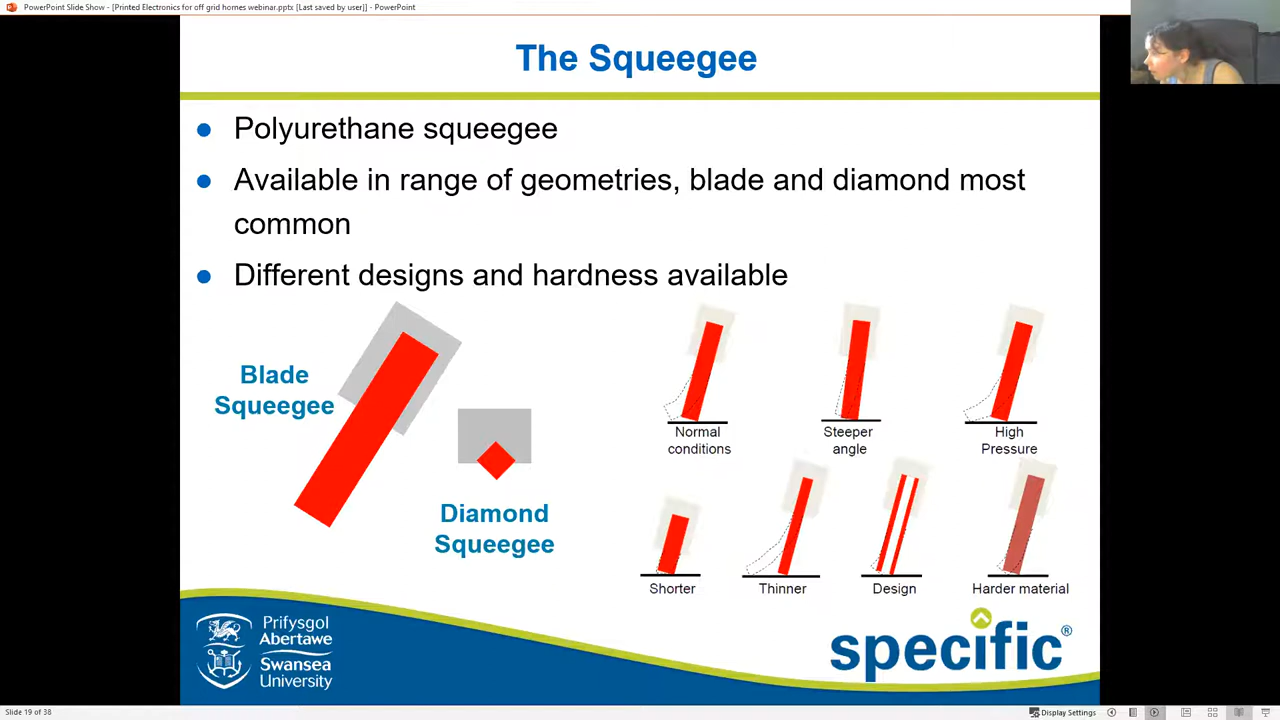 PowerPoint Slide Show - [Printed Electronics for off grid homes webinar.pptx [Last saved by user]] - PowerPoint
The Squeegee
Polyurethane squeegee
Available in range of geometries, blade and diamond most
common
Different designs and hardness available
Blade
Squeegee
Diamond
Squeegee
Normal
conditions
Steeper
angle
High
Pressure
Shorter
Thinner
Design
Harder material
Prifysgol
Abertawe
Swansea
University
specific®
Slide 19 of 38
Display Settings